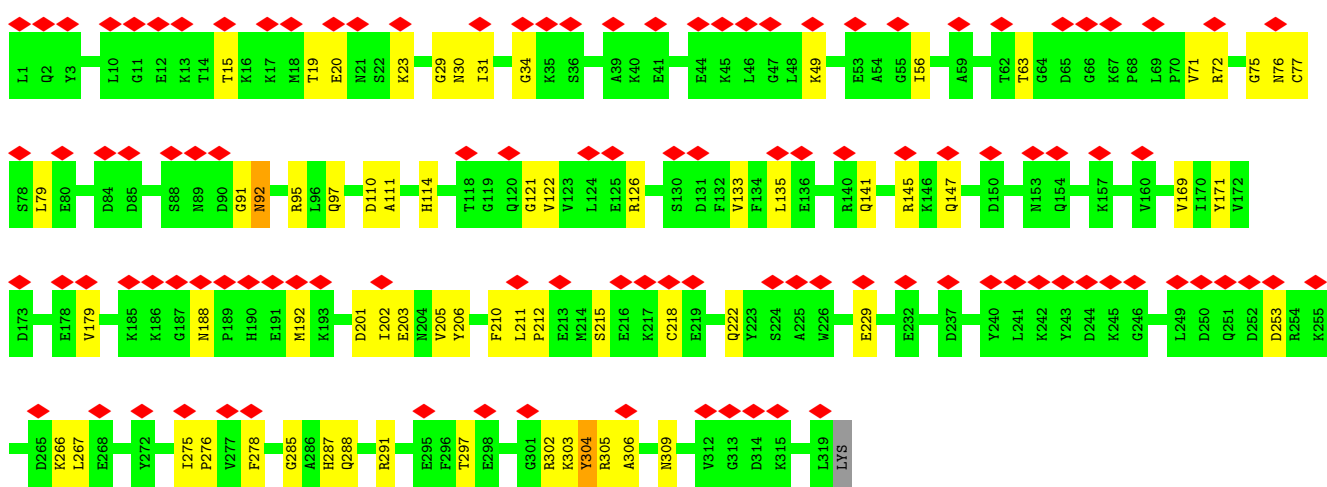 L1 Q2 Y3 L10 G11 E12 K13 T14 T15 K16 K17 M18 T19 E20 N21 S22 K23 G29 N30 I31 G34 K35 S36 A39 K40 E41 E44 K45 L46 G47 L48 K49 E53 A54 G55 I56 A59 T62 T63 G64 D65 G66 K67 P68 L69 P70 V71 R72 G75 N76 C77
S78 L79 E80 D84 D85 S88 N89 D90 G91 N92 R95 L96 Q97 D110 A111 H114 T118 G119 Q120 G121 V122 V123 L124 E125 R126 S130 D131 F132 V133 F134 L135 E136 R140 Q141 R145 K146 Q147 D150 N153 Q154 K157 V160 V169 I170 Y171 V172
D173 E178 V179 K185 K186 G187 N188 P189 H190 E191 M192 K193 D201 I202 E203 N204 V205 Y206 F210 L211 P212 E213 M214 S215 E216 K217 C218 E219 Q222 Y223 S224 A225 W226 E229 E232 D237 Y240 L241 K242 Y243 D244 K245 G246 L249 D250 Q251 D252 D253 R254 K255
D265 K266 L267 E268 Y272 I275 P276 V277 F278 G285 A286 H287 Q288 R291 E295 F296 T297 E298 G301 R302 K303 Y304 R305 A306 N309 V312 G313 D314 K315 L319 LYS